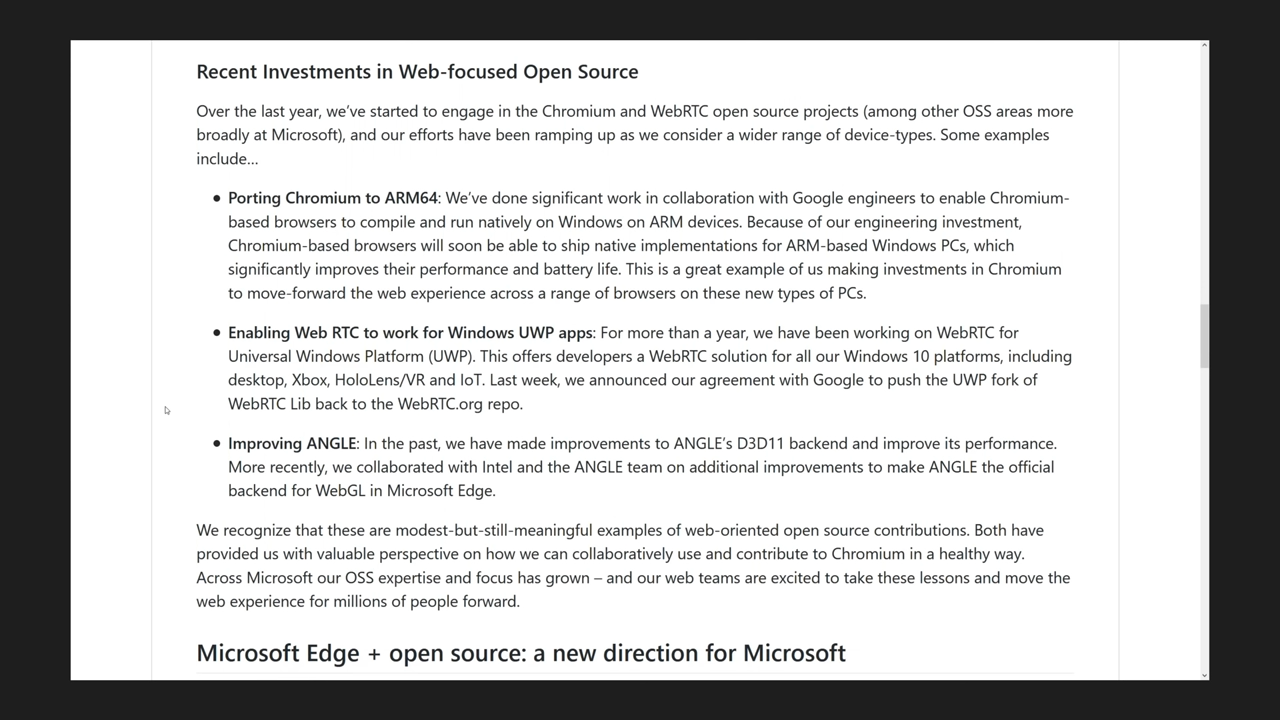 Recent Investments in Web-focused Open Source
Over the last year, we’ve started to engage in the Chromium and WebRTC open source projects (among other OSS areas more
broadly at Microsoft), and our efforts have been ramping up as we consider a wider range of device-types. Some examples
include…
• Porting Chromium to ARM64: We’ve done significant work in collaboration with Google engineers to enable Chromium-
based browsers to compile and run natively on Windows on ARM devices. Because of our engineering investment,
Chromium-based browsers will soon be able to ship native implementations for ARM-based Windows PCs, which
significantly improves their performance and battery life. This is a great example of us making investments in Chromium
to move-forward the web experience across a range of browsers on these new types of PCs.
• Enabling Web RTC to work for Windows UWP apps: For more than a year, we have been working on WebRTC for
Universal Windows Platform (UWP). This offers developers a WebRTC solution for all our Windows 10 platforms, including
desktop, Xbox, HoloLens/VR and IoT. Last week, we announced our agreement with Google to push the UWP fork of
WebRTC Lib back to the WebRTC.org repo.
• Improving ANGLE: In the past, we have made improvements to ANGLE’s D3D11 backend and improve its performance.
More recently, we collaborated with Intel and the ANGLE team on additional improvements to make ANGLE the official
backend for WebGL in Microsoft Edge.
We recognize that these are modest-but-still-meaningful examples of web-oriented open source contributions. Both have
provided us with valuable perspective on how we can collaboratively use and contribute to Chromium in a healthy way.
Across Microsoft our OSS expertise and focus has grown – and our web teams are excited to take these lessons and move the
web experience for millions of people forward.
Microsoft Edge + open source: a new direction for Microsoft